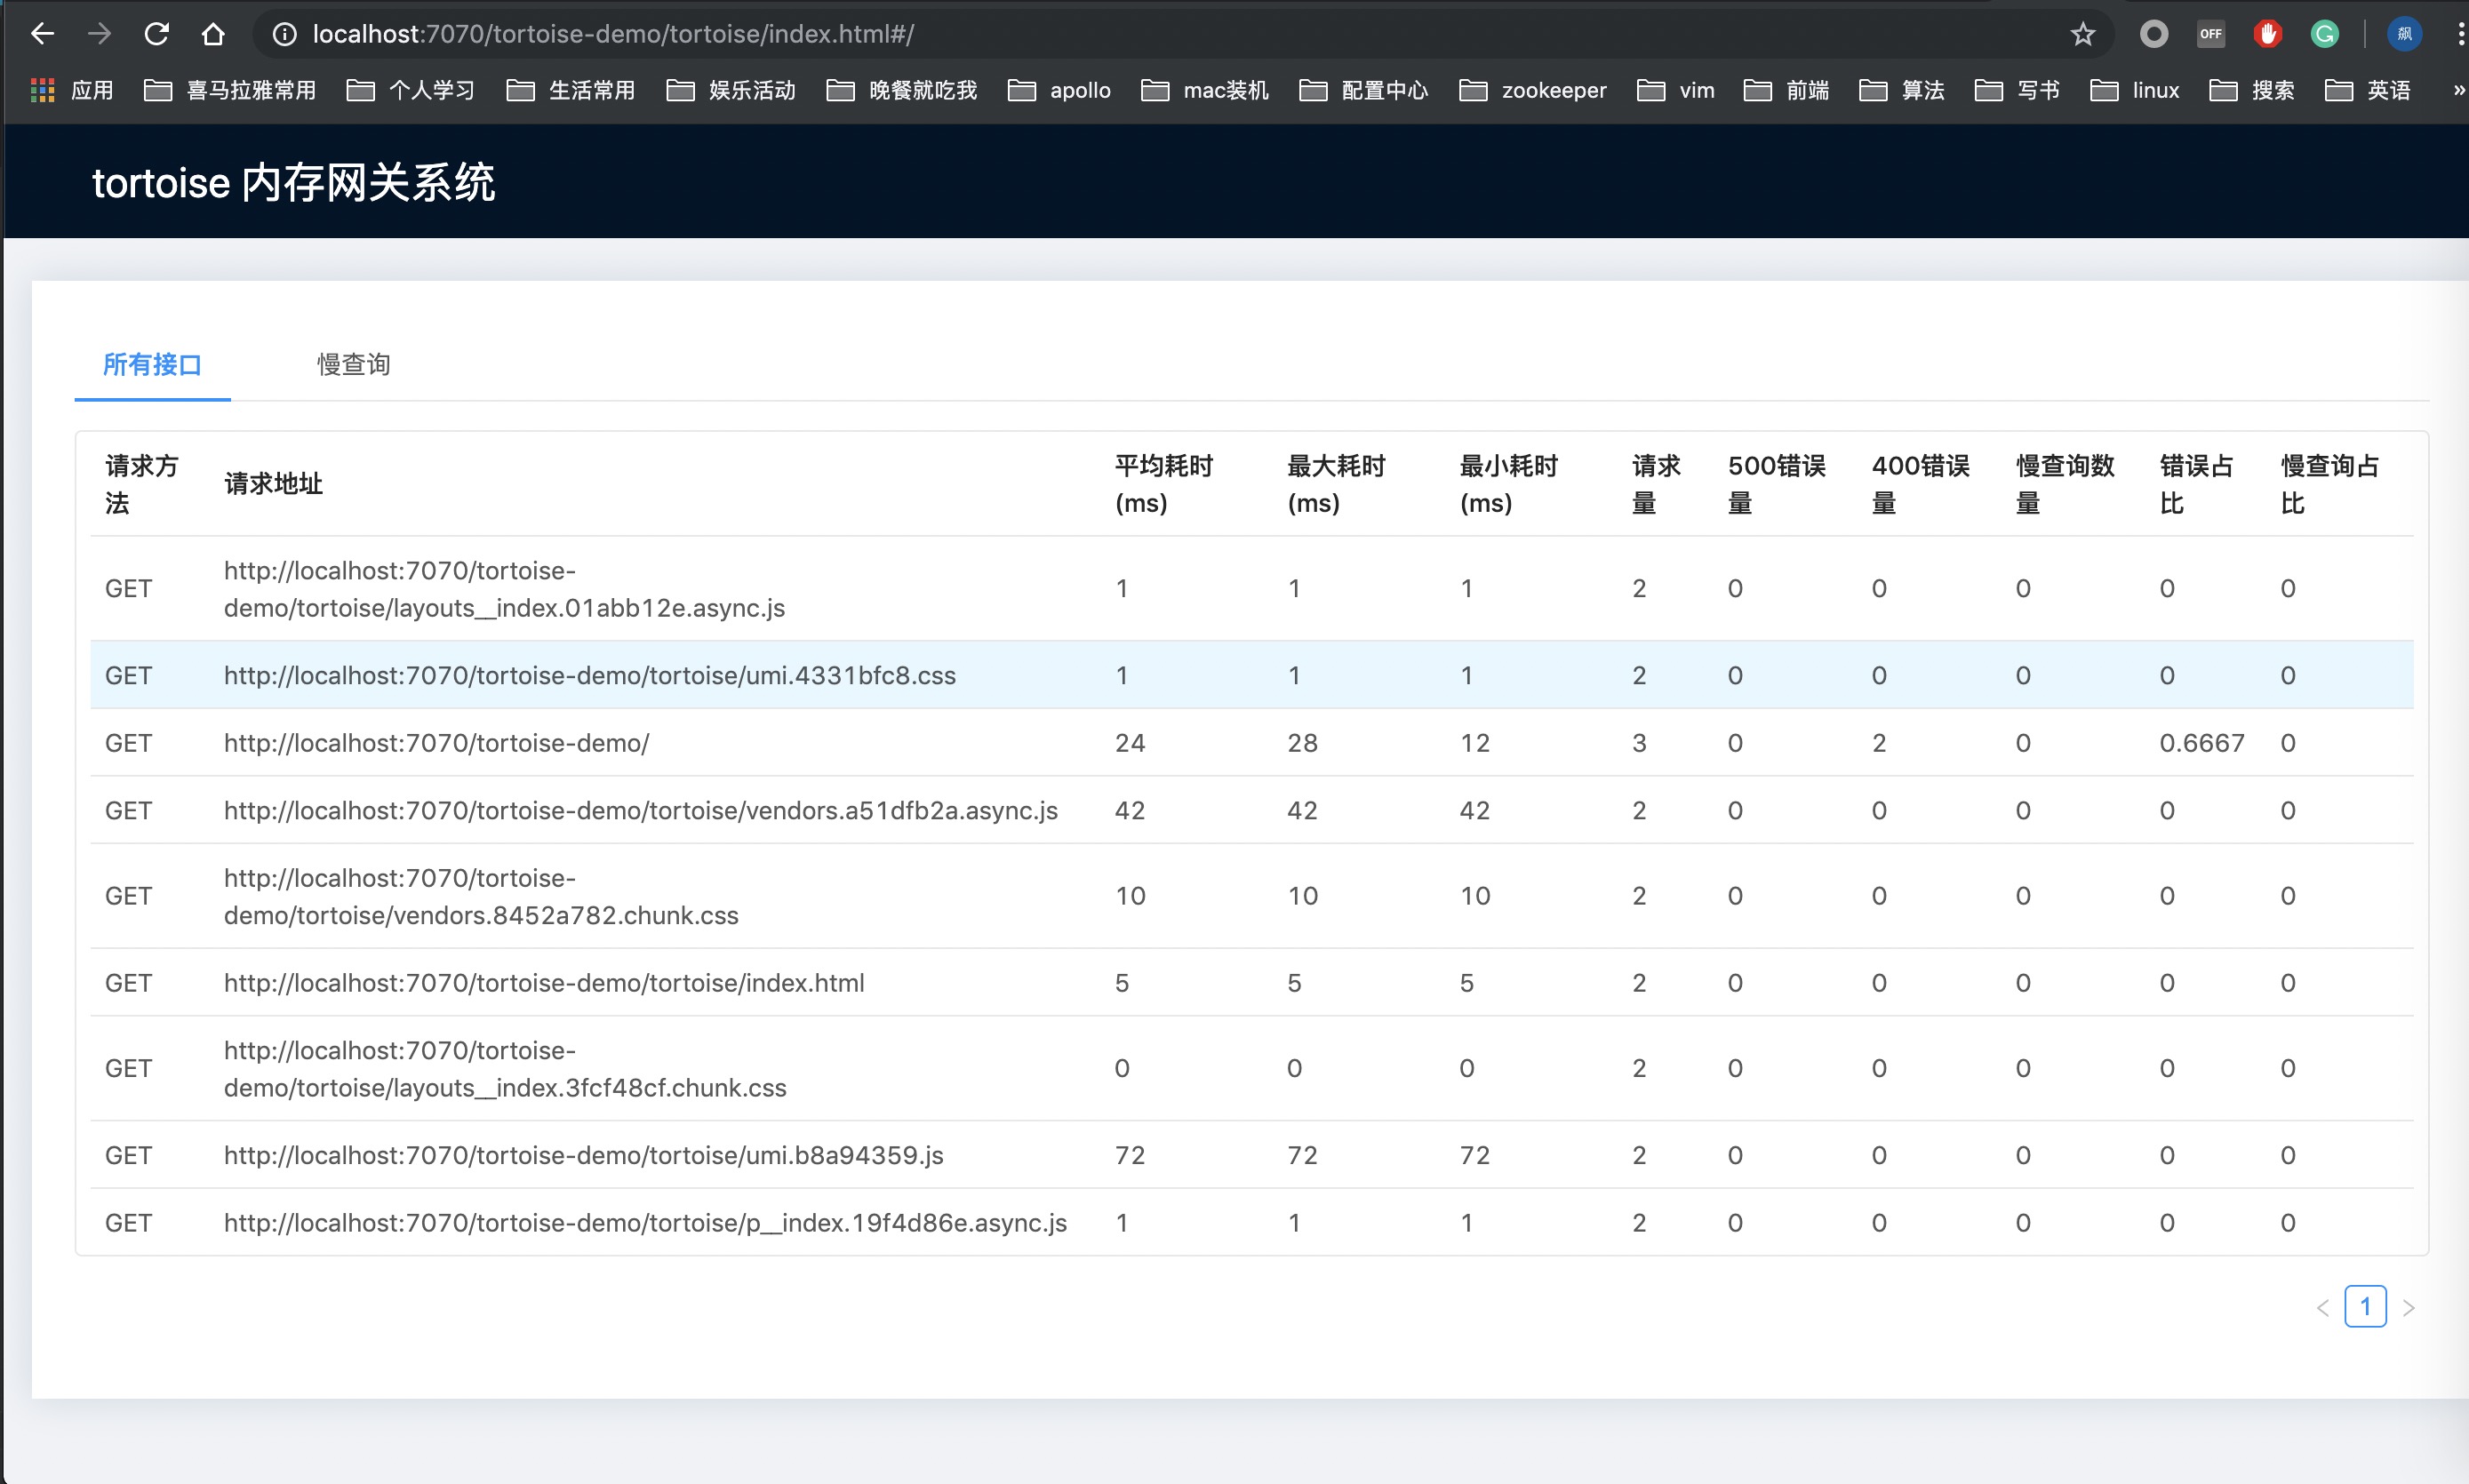 localhost:7070/tortoise-demo/tortoise/index.html#/
OFF
飙
应用 喜马拉雅常用 个人学习 生活常用 娱乐活动 晚餐就吃我 apollo mac装机 配置中心 zookeeper vim 前端 算法 写书 linux 搜索 英语 »
tortoise 内存网关系统
所有接口 慢查询
请求方法 请求地址 平均耗时(ms) 最大耗时(ms) 最小耗时(ms) 请求量 500错误量 400错误量 慢查询数量 错误占比 慢查询占比
GET http://localhost:7070/tortoise-demo/tortoise/layouts__index.01abb12e.async.js 1 1 1 2 0 0 0 0 0
GET http://localhost:7070/tortoise-demo/tortoise/umi.4331bfc8.css 1 1 1 2 0 0 0 0 0
GET http://localhost:7070/tortoise-demo/ 24 28 12 3 0 2 0 0.6667 0
GET http://localhost:7070/tortoise-demo/tortoise/vendors.a51dfb2a.async.js 42 42 42 2 0 0 0 0 0
GET http://localhost:7070/tortoise-demo/tortoise/vendors.8452a782.chunk.css 10 10 10 2 0 0 0 0 0
GET http://localhost:7070/tortoise-demo/tortoise/index.html 5 5 5 2 0 0 0 0 0
GET http://localhost:7070/tortoise-demo/tortoise/layouts__index.3fcf48cf.chunk.css 0 0 0 2 0 0 0 0 0
GET http://localhost:7070/tortoise-demo/tortoise/umi.b8a94359.js 72 72 72 2 0 0 0 0 0
GET http://localhost:7070/tortoise-demo/tortoise/p__index.19f4d86e.async.js 1 1 1 2 0 0 0 0 0
< 1 >